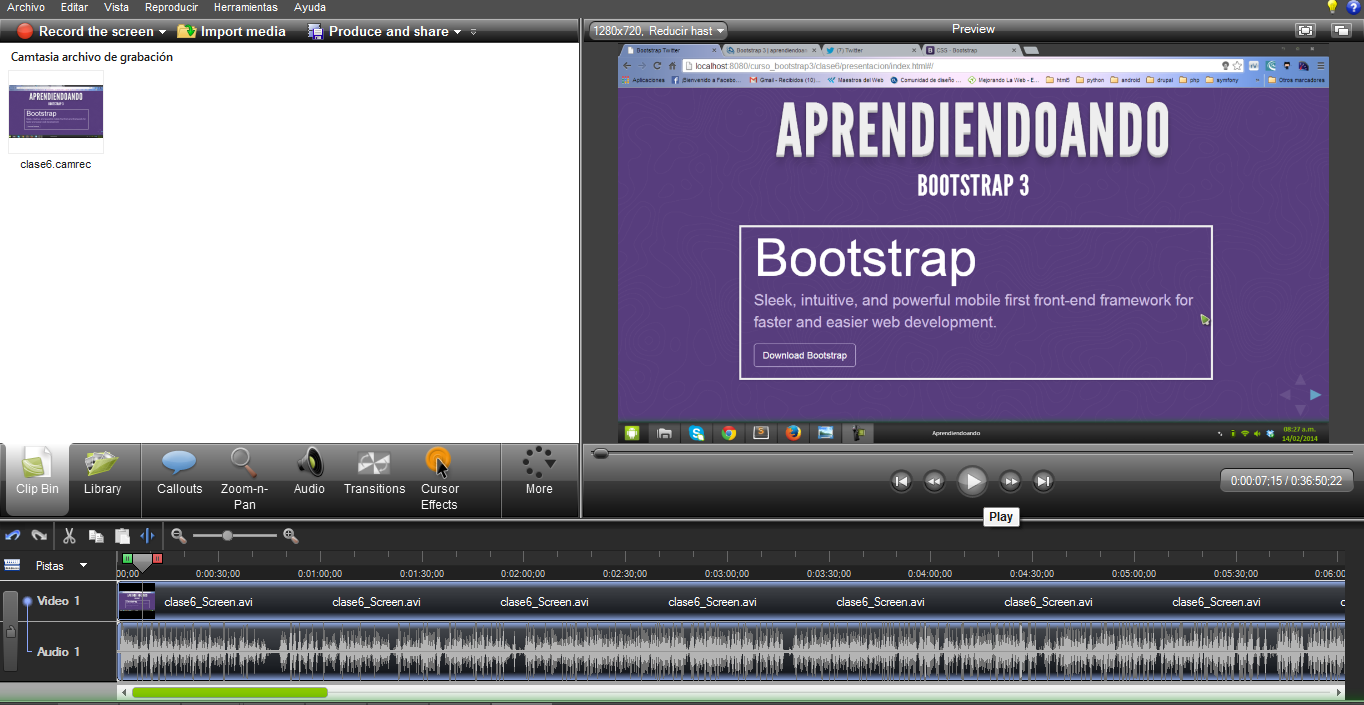 Archivo Editar Vista Reproducir Herramientas Ayuda
Record the screen Import media Produce and share
1280x720, Reducir hast Preview
Camtasia archivo de grabación
clase6.camrec
Bootstrap Twitter Bootstrap 3 | aprendiendoan (7) Twitter CSS · Bootstrap
localhost:8080/curso_bootstrap3/clase6/presentacion/index.html#/
Aplicaciones Bienvenido a Facebo... Gmail - Recibidos (10)... Maestros del Web Comunidad de diseño ... Mejorando La Web - E... html5 python android drupal php symfony Otros marcadores
APRENDIENDOANDO
BOOTSTRAP 3
Bootstrap
Sleek, intuitive, and powerful mobile first front-end framework for
faster and easier web development.
Download Bootstrap
APRENDIENDOANDO
BOOTSTRAP 3
Bootstrap
Aprendiendoando
08:27 a.m.
14/02/2014
Clip Bin Library Callouts Zoom-n-
Pan
Audio Transitions Cursor
Effects
More
0:00:07;15 / 0:36:50;22
Play
Pistas
00;00 0:00:30;00 0:01:00;00 0:01:30;00 0:02:00;00 0:02:30;00 0:03:00;00 0:03:30;00 0:04:00;00 0:04:30;00 0:05:00;00 0:05:30;00 0:06:0
Video 1 clase6_Screen.avi clase6_Screen.avi clase6_Screen.avi clase6_Screen.avi clase6_Screen.avi clase6_Screen.avi clase6_Screen.avi c
Audio 1